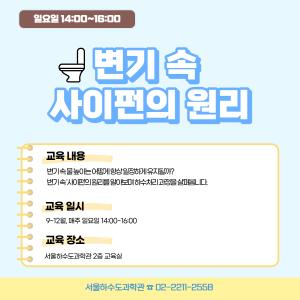 일요일 14:00~16:00
변기 속
사이펀의 원리
교육 내용
변기 속 물 높이는 어떻게 항상 일정하게 유지될까?
변기 속 '사이펀의 원리'를 알아보며 하수처리 과정을 살펴봅니다.
교육 일시
9~12월, 매주 일요일 14:00~16:00
교육 장소
서울하수도과학관 2층 교육실
서울하수도과학관 ☎ 02-2211-2558